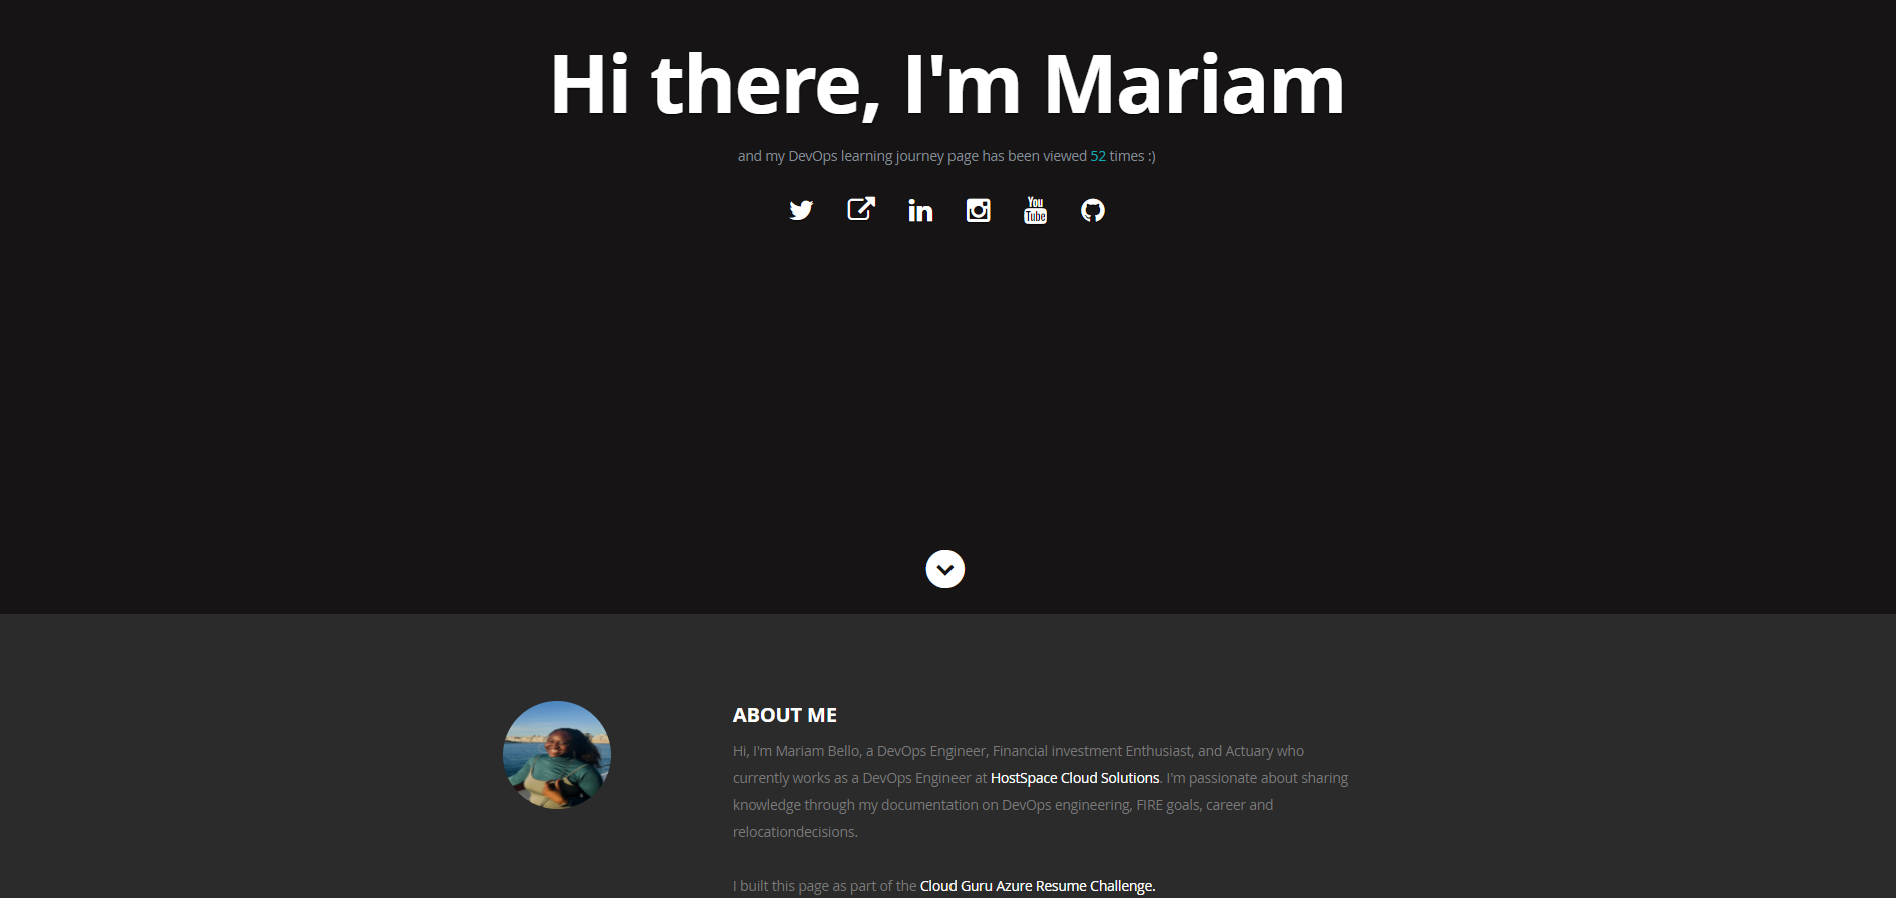 Hi there, I'm Mariam
and my DevOps learning journey page has been viewed 52 times :)
You
Tube
ABOUT ME
Hi, I'm Mariam Bello, a DevOps Engineer, Financial investment Enthusiast, and Actuary who
currently works as a DevOps Engineer at HostSpace Cloud Solutions. I'm passionate about sharing
knowledge through my documentation on DevOps engineering, FIRE goals, career and
relocationdecisions.
I built this page as part of the Cloud Guru Azure Resume Challenge.